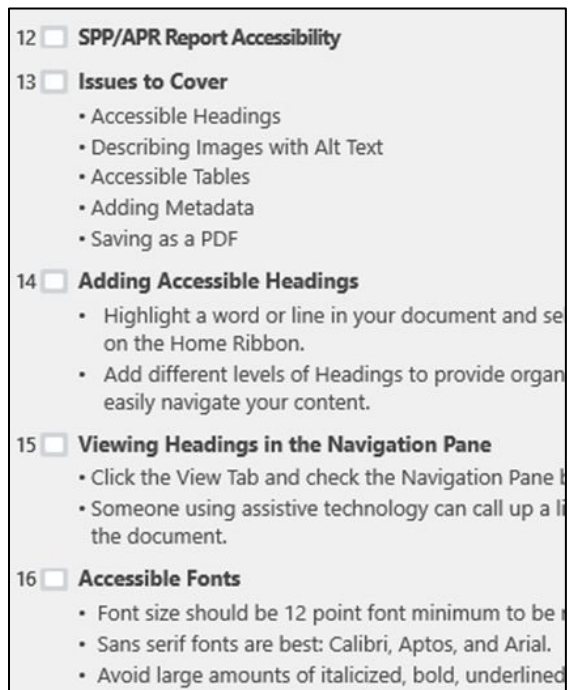 12 SPP/APR Report Accessibility
13 Issues to Cover
• Accessible Headings
• Describing Images with Alt Text
• Accessible Tables
• Adding Metadata
• Saving as a PDF
14 Adding Accessible Headings
• Highlight a word or line in your document and se
on the Home Ribbon.
• Add different levels of Headings to provide organ
easily navigate your content.
15 Viewing Headings in the Navigation Pane
• Click the View Tab and check the Navigation Pane
• Someone using assistive technology can call up a li
the document.
16 Accessible Fonts
• Font size should be 12 point font minimum to be
• Sans serif fonts are best: Calibri, Aptos, and Arial.
• Avoid large amounts of italicized, bold, underlined